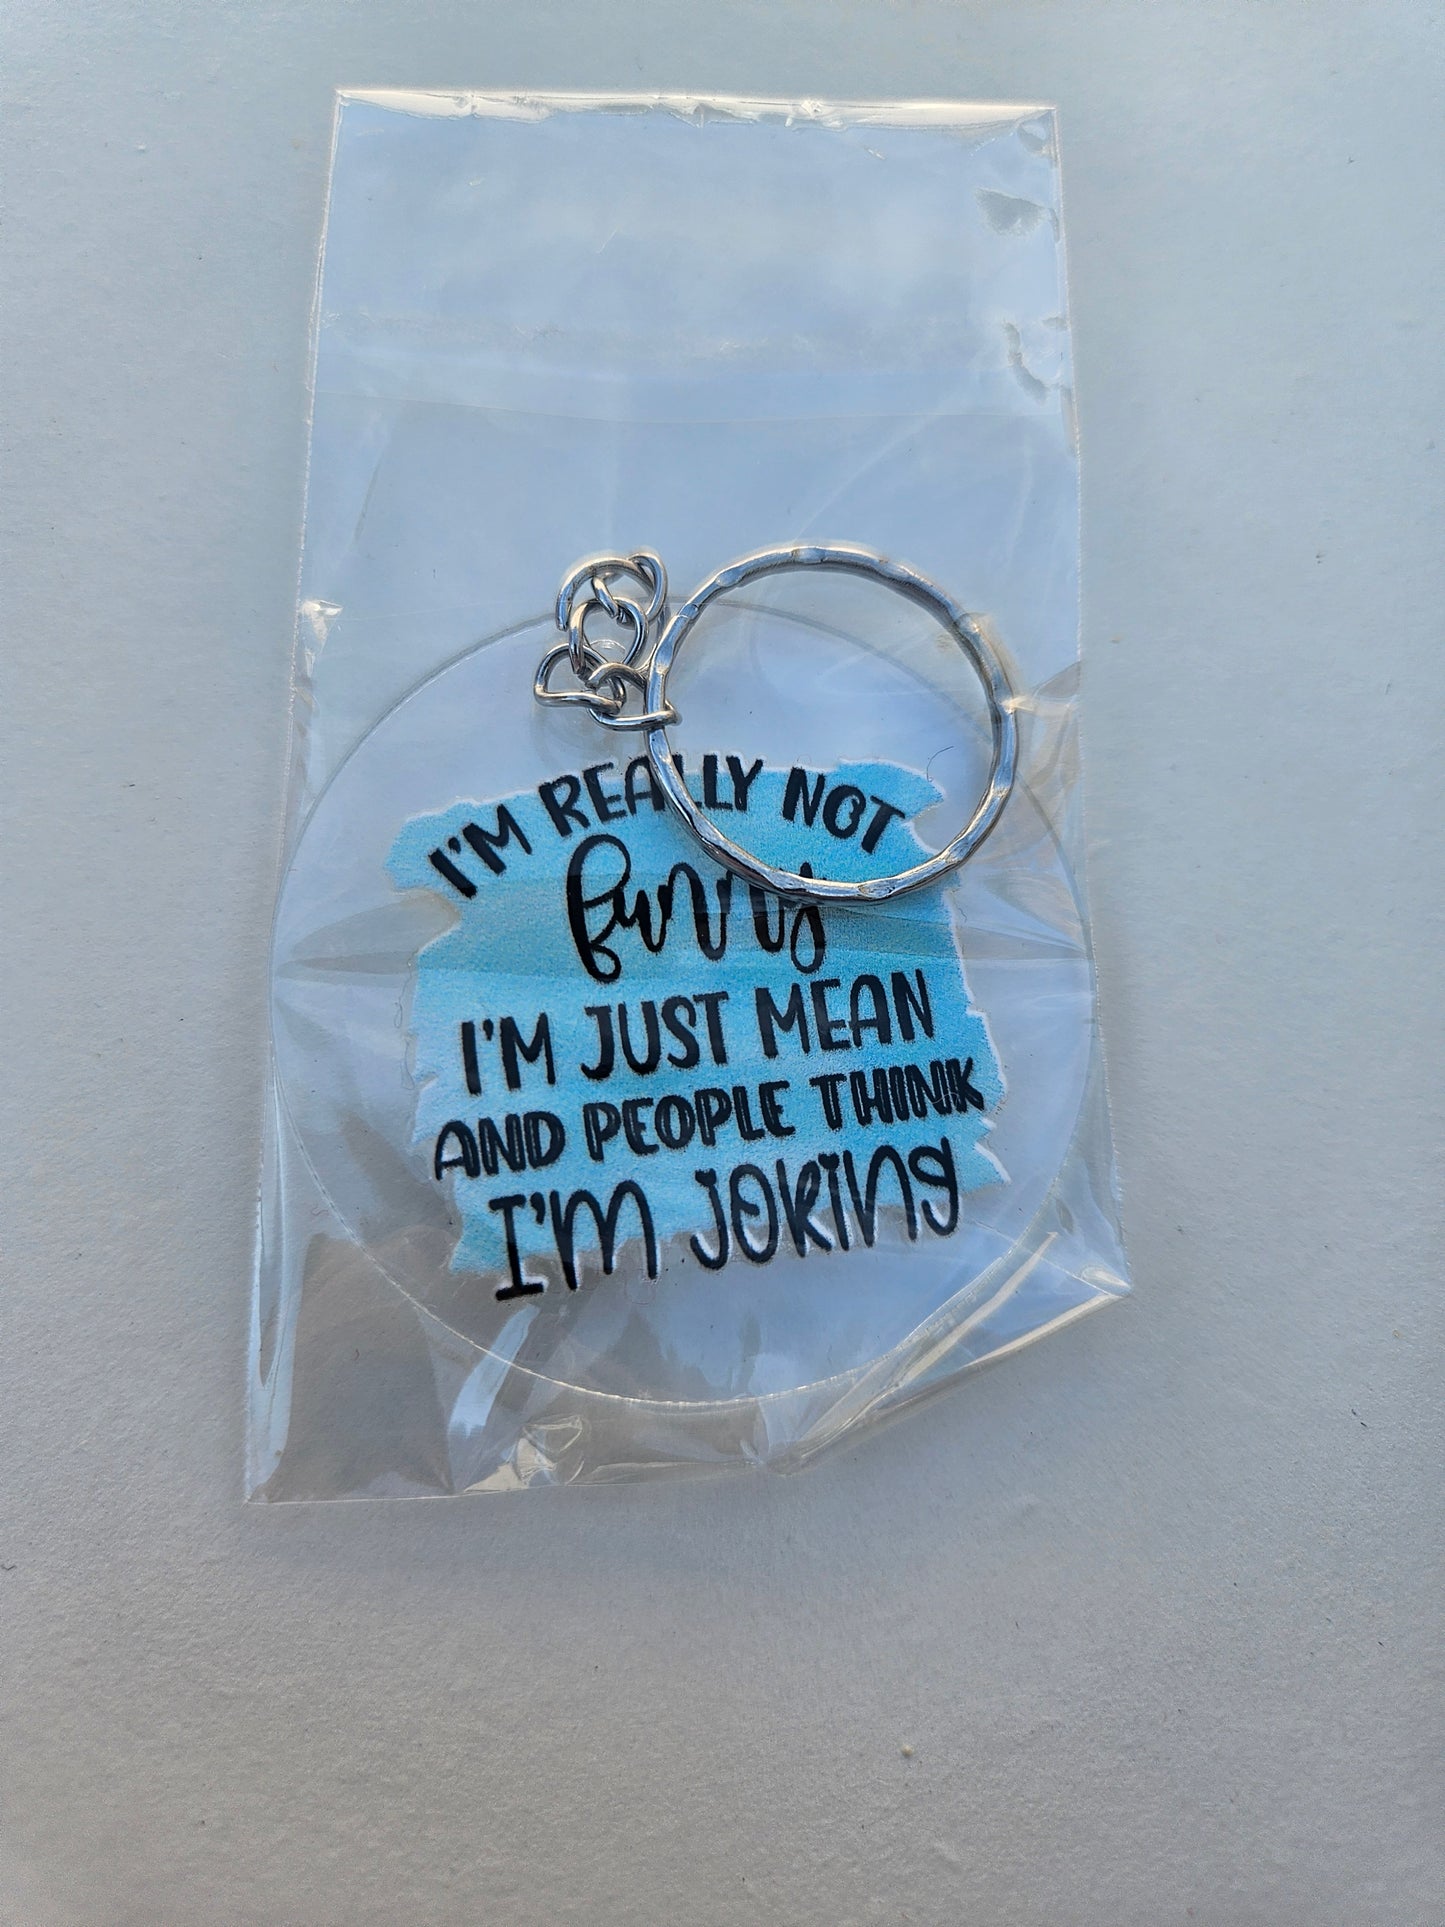 I'M REALLY NOT
funny
I'M JUST MEAN
AND PEOPLE THINK
I'M JOKING